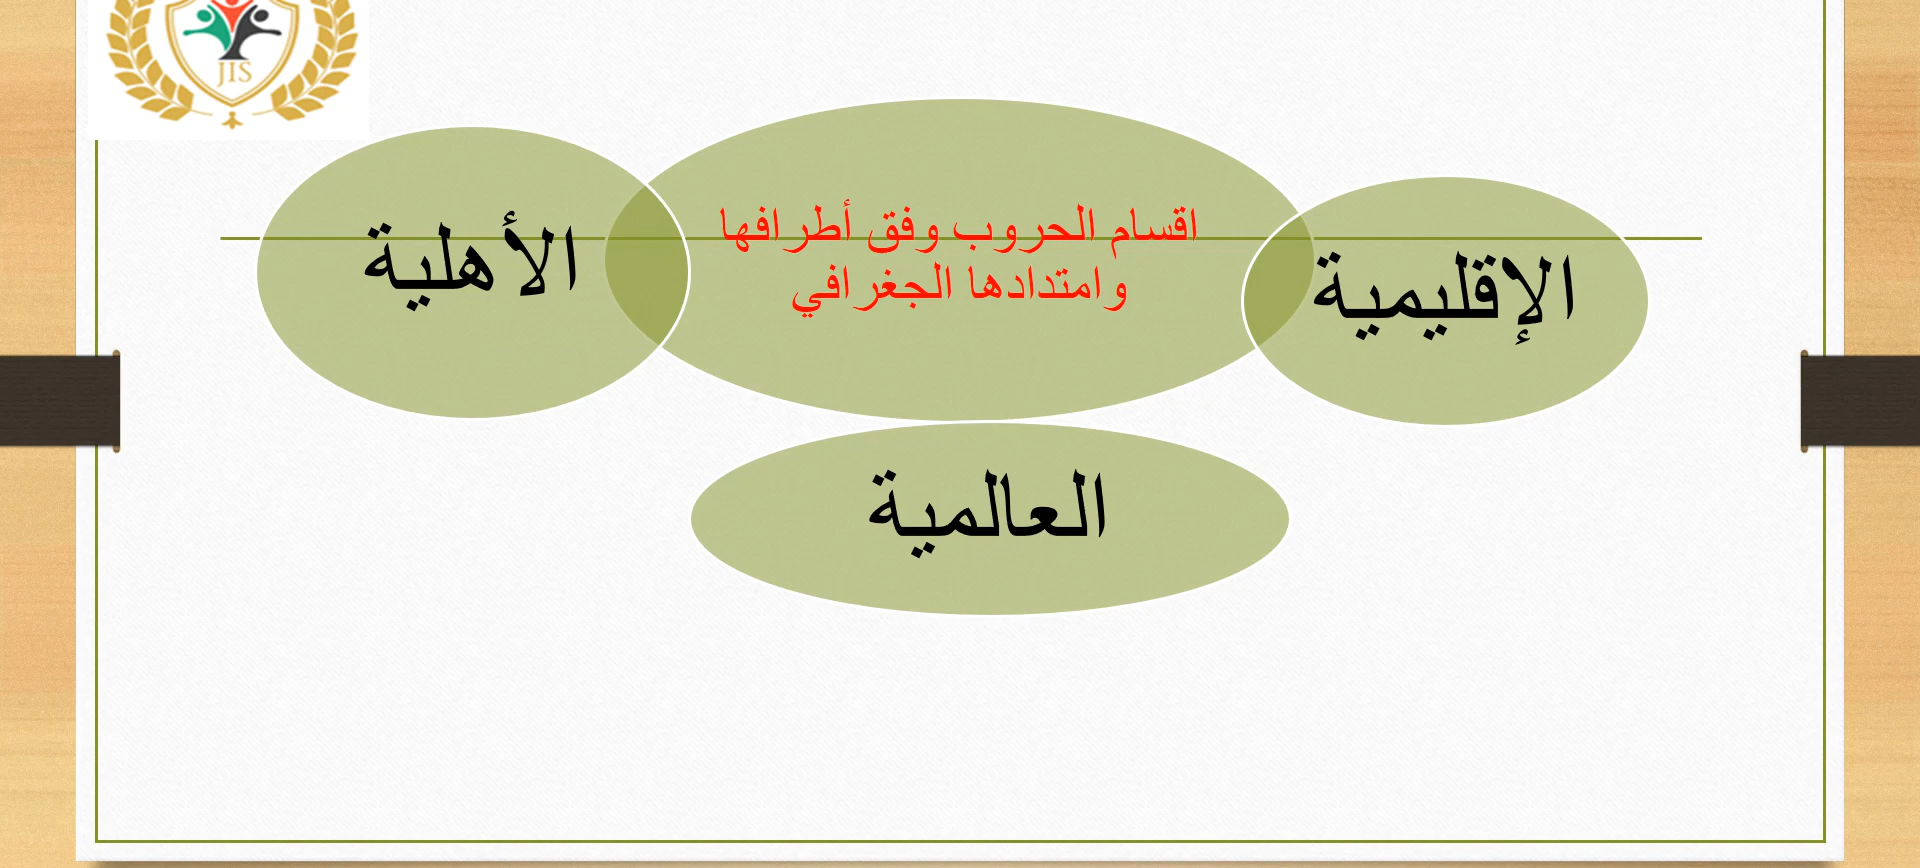 JIS
اقسام الحروب وفق أطرافها
وامتدادها الجغرافي
الإقليمية
الأهلية
العالمية